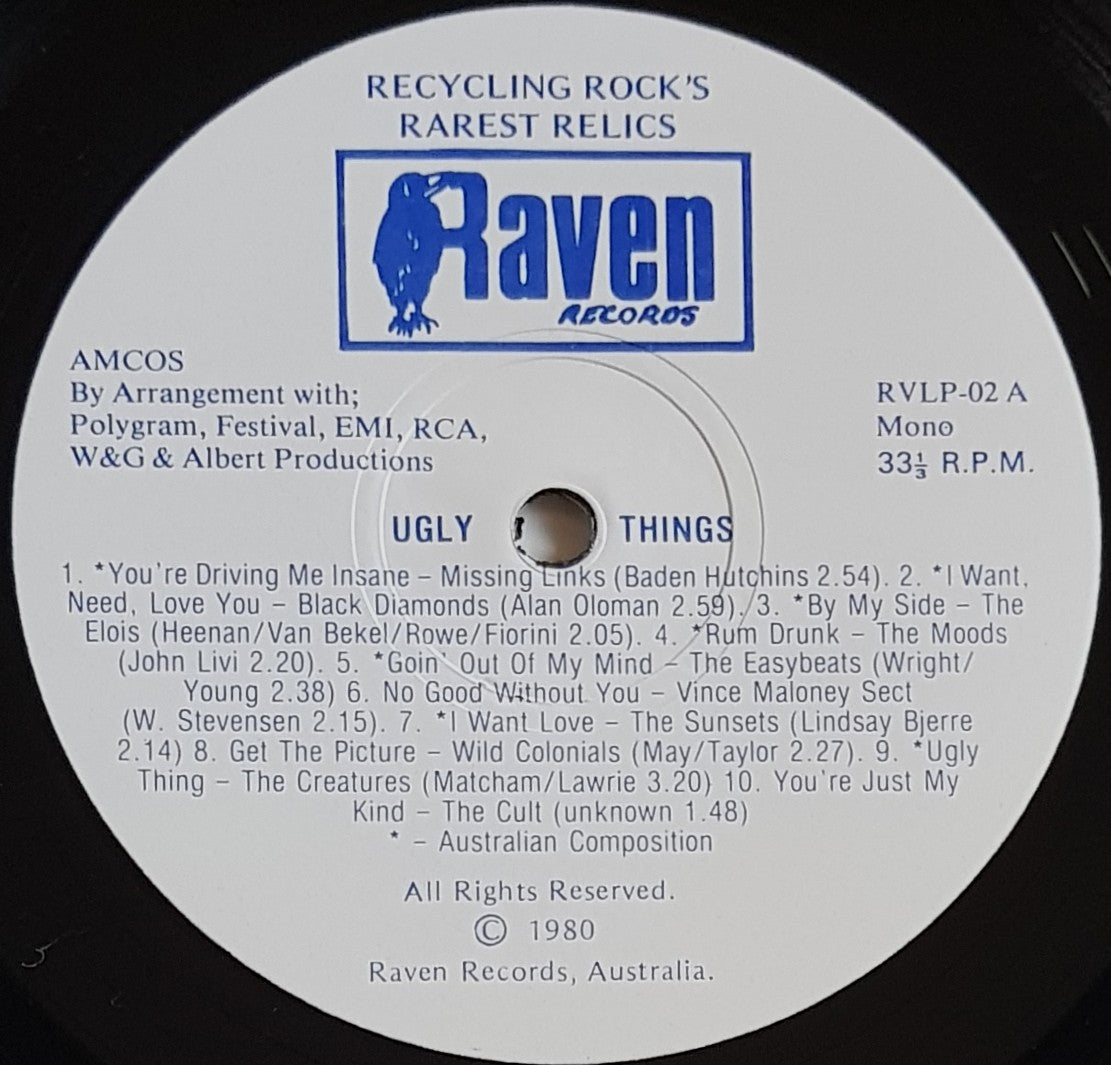 RECYCLING ROCK'S
RAREST RELICS
Raven
RECORDS
AMCOS
By Arrangement with;
Polygram, Festival, EMI, RCA,
W&G & Albert Productions
RVLP-02 A
Mono
33⅓ R.P.M.
UGLY THINGS
1. *You're Driving Me Insane – Missing Links (Baden Hutchins 2.54). 2. *I Want,
Need, Love You – Black Diamonds (Alan Oloman 2.59). 3. *By My Side – The
Elois (Heenan/Van Bekel/Rowe/Fiorini 2.05). 4. *Rum Drunk – The Moods
(John Livi 2.20). 5. *Goin' Out Of My Mind – The Easybeats (Wright/
Young 2.38) 6. No Good Without You – Vince Maloney Sect
(W. Stevensen 2.15). 7. *I Want Love – The Sunsets (Lindsay Bjerre
2.14) 8. Get The Picture – Wild Colonials (May/Taylor 2.27). 9. *Ugly
Thing – The Creatures (Matcham/Lawrie 3.20) 10. You're Just My
Kind – The Cult (unknown 1.48)
* – Australian Composition
All Rights Reserved.
© 1980
Raven Records, Australia.